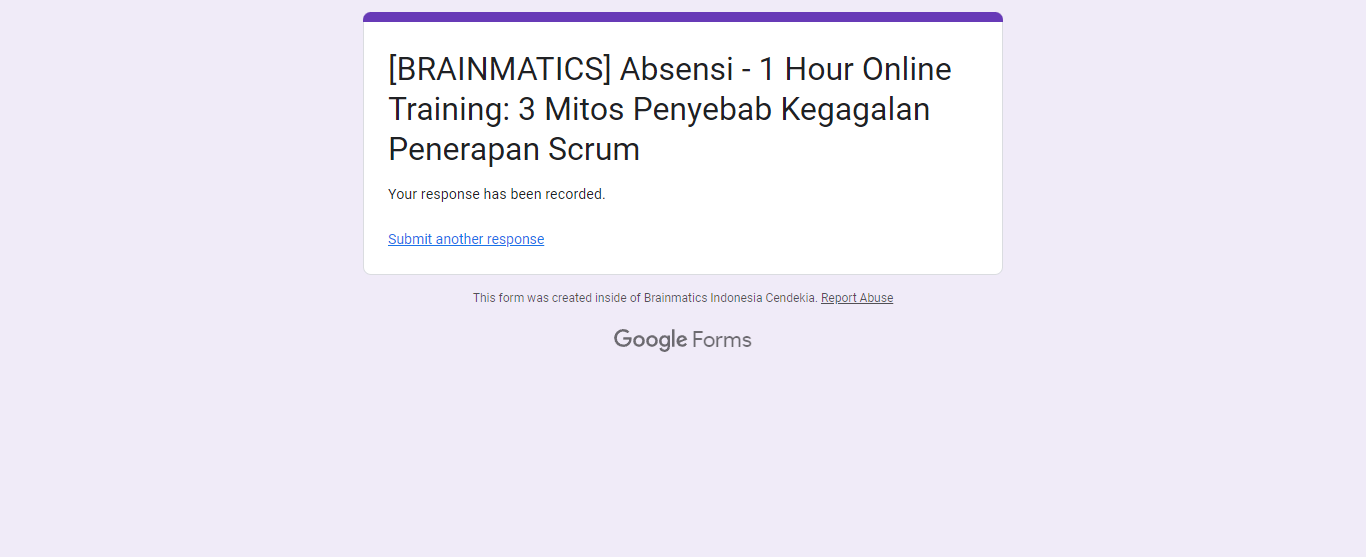 [BRAINMATICS] Absensi - 1 Hour Online
Training: 3 Mitos Penyebab Kegagalan
Penerapan Scrum
Your response has been recorded.
Submit another response
This form was created inside of Brainmatics Indonesia Cendekia. Report Abuse
Google Forms